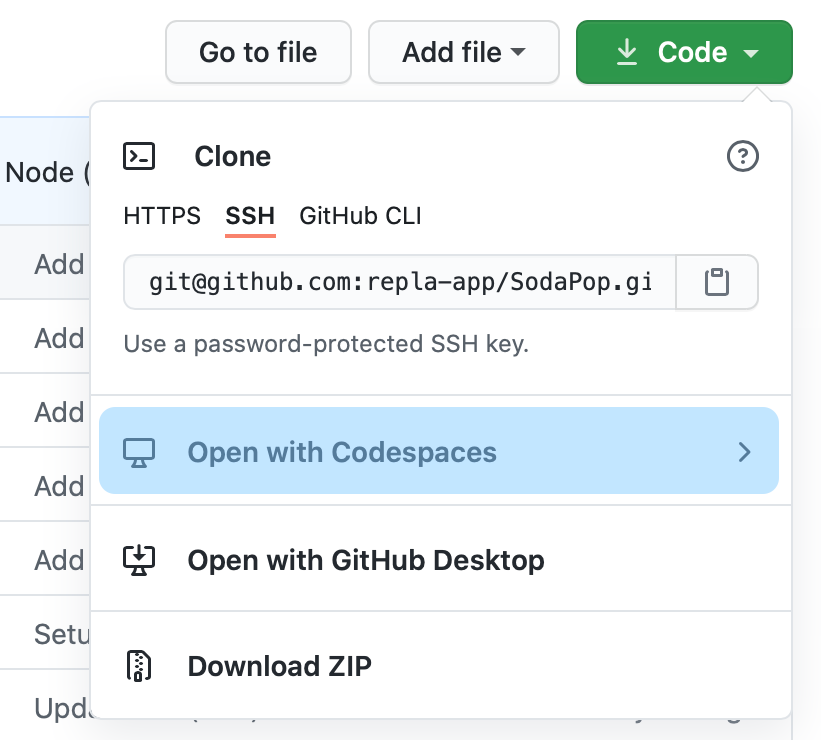 Go to file
Add file
Code
Node (
Clone
HTTPS SSH GitHub CLI
Add
git@github.com:repla-app/SodaPop.gi
Add
Use a password-protected SSH key.
Add
Open with Codespaces
Add
Add
Open with GitHub Desktop
Setu
Download ZIP
Upda